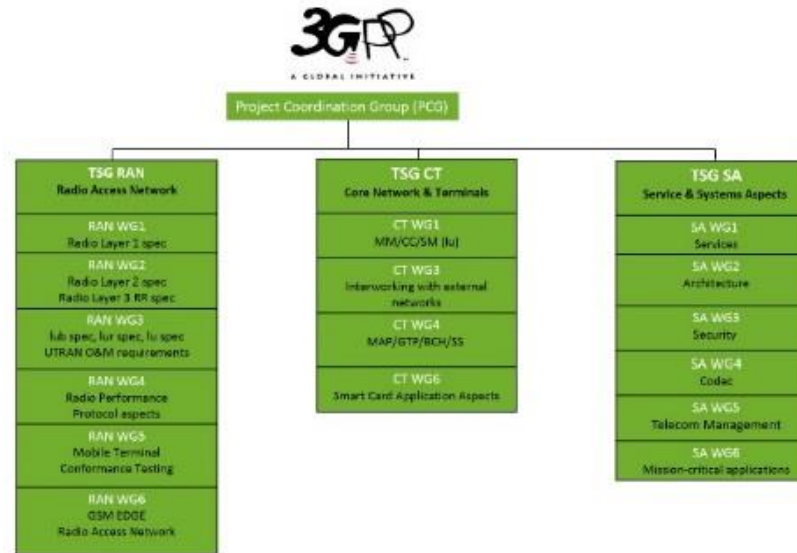 3GPP
A GLOBAL INITIATIVE
Project Coordination Group (PCG)
TSG RAN
Radio Access Network
RAN WG1
Radio Layer 1 spec
RAN WG2
Radio Layer 2 spec
Radio Layer 3 RR spec
RAN WG3
Iub spec, Iur spec, Iu spec
UTRAN O&M requirements
RAN WG4
Radio Performance
Protocol aspects
RAN WG5
Mobile Terminal
Conformance Testing
RAN WG6
GSM EDGE
Radio Access Network
TSG CT
Core Network & Terminals
CT WG1
MM/CC/SM (Iu)
CT WG3
Interworking with external
networks
CT WG4
MAP/GTP/BCH/SS
CT WG6
Smart Card Application Aspects
TSG SA
Service & Systems Aspects
SA WG1
Services
SA WG2
Architecture
SA WG3
Security
SA WG4
Codec
SA WG5
Telecom Management
SA WG6
Mission-critical applications